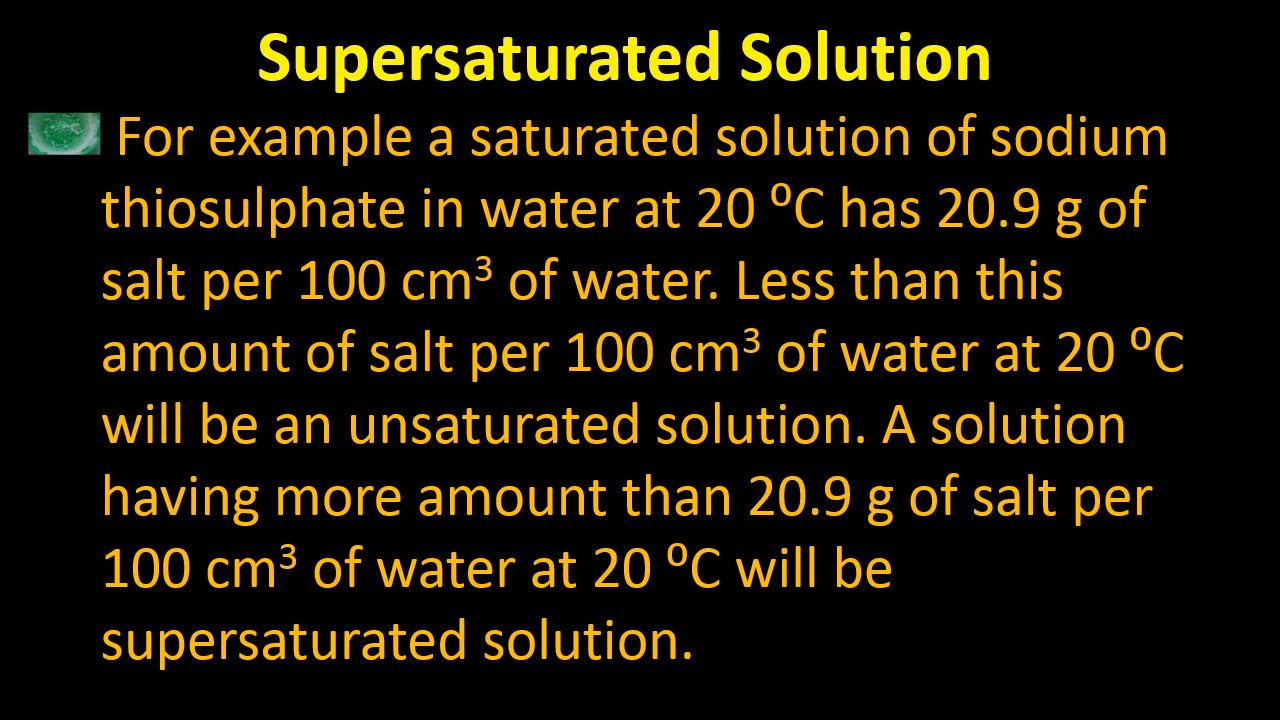 Supersaturated Solution
For example a saturated solution of sodium
thiosulphate in water at 20 ⁰C has 20.9 g of
salt per 100 cm³ of water. Less than this
amount of salt per 100 cm³ of water at 20 ⁰C
will be an unsaturated solution. A solution
having more amount than 20.9 g of salt per
100 cm³ of water at 20 ⁰C will be
supersaturated solution.